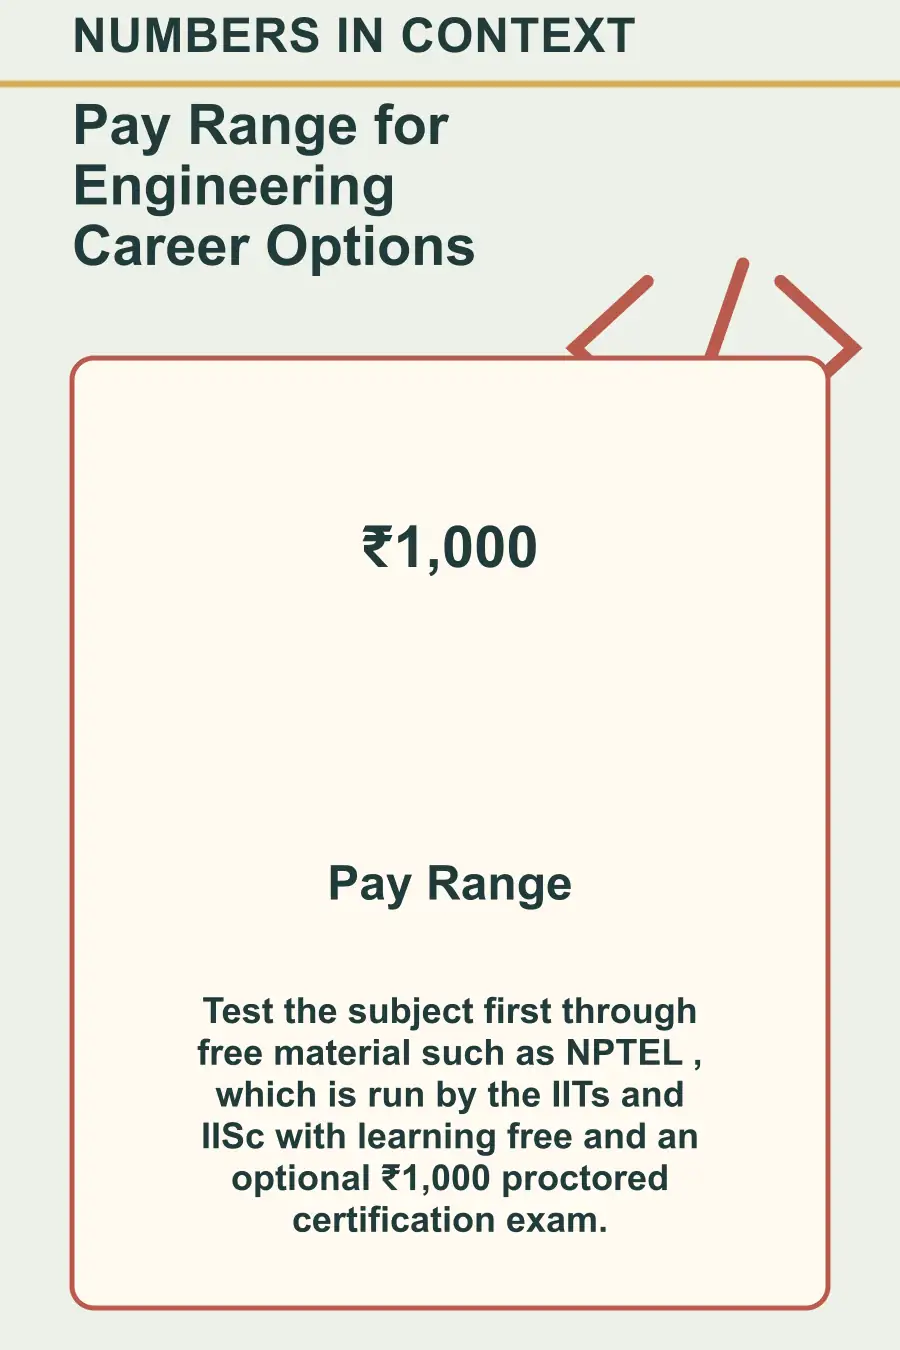 NUMBERS IN CONTEXT
Pay Range for
Engineering
Career Options
₹1,000
Pay Range
Test the subject first through
free material such as NPTEL ,
which is run by the IITs and
IISc with learning free and an
optional ₹1,000 proctored
certification exam.